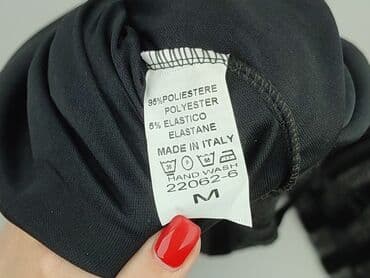 95%POLIESTERE
POLYESTER
5% ELASTICO
ELASTANE
MADE IN ITALY
HAND WASH
22062-6
M